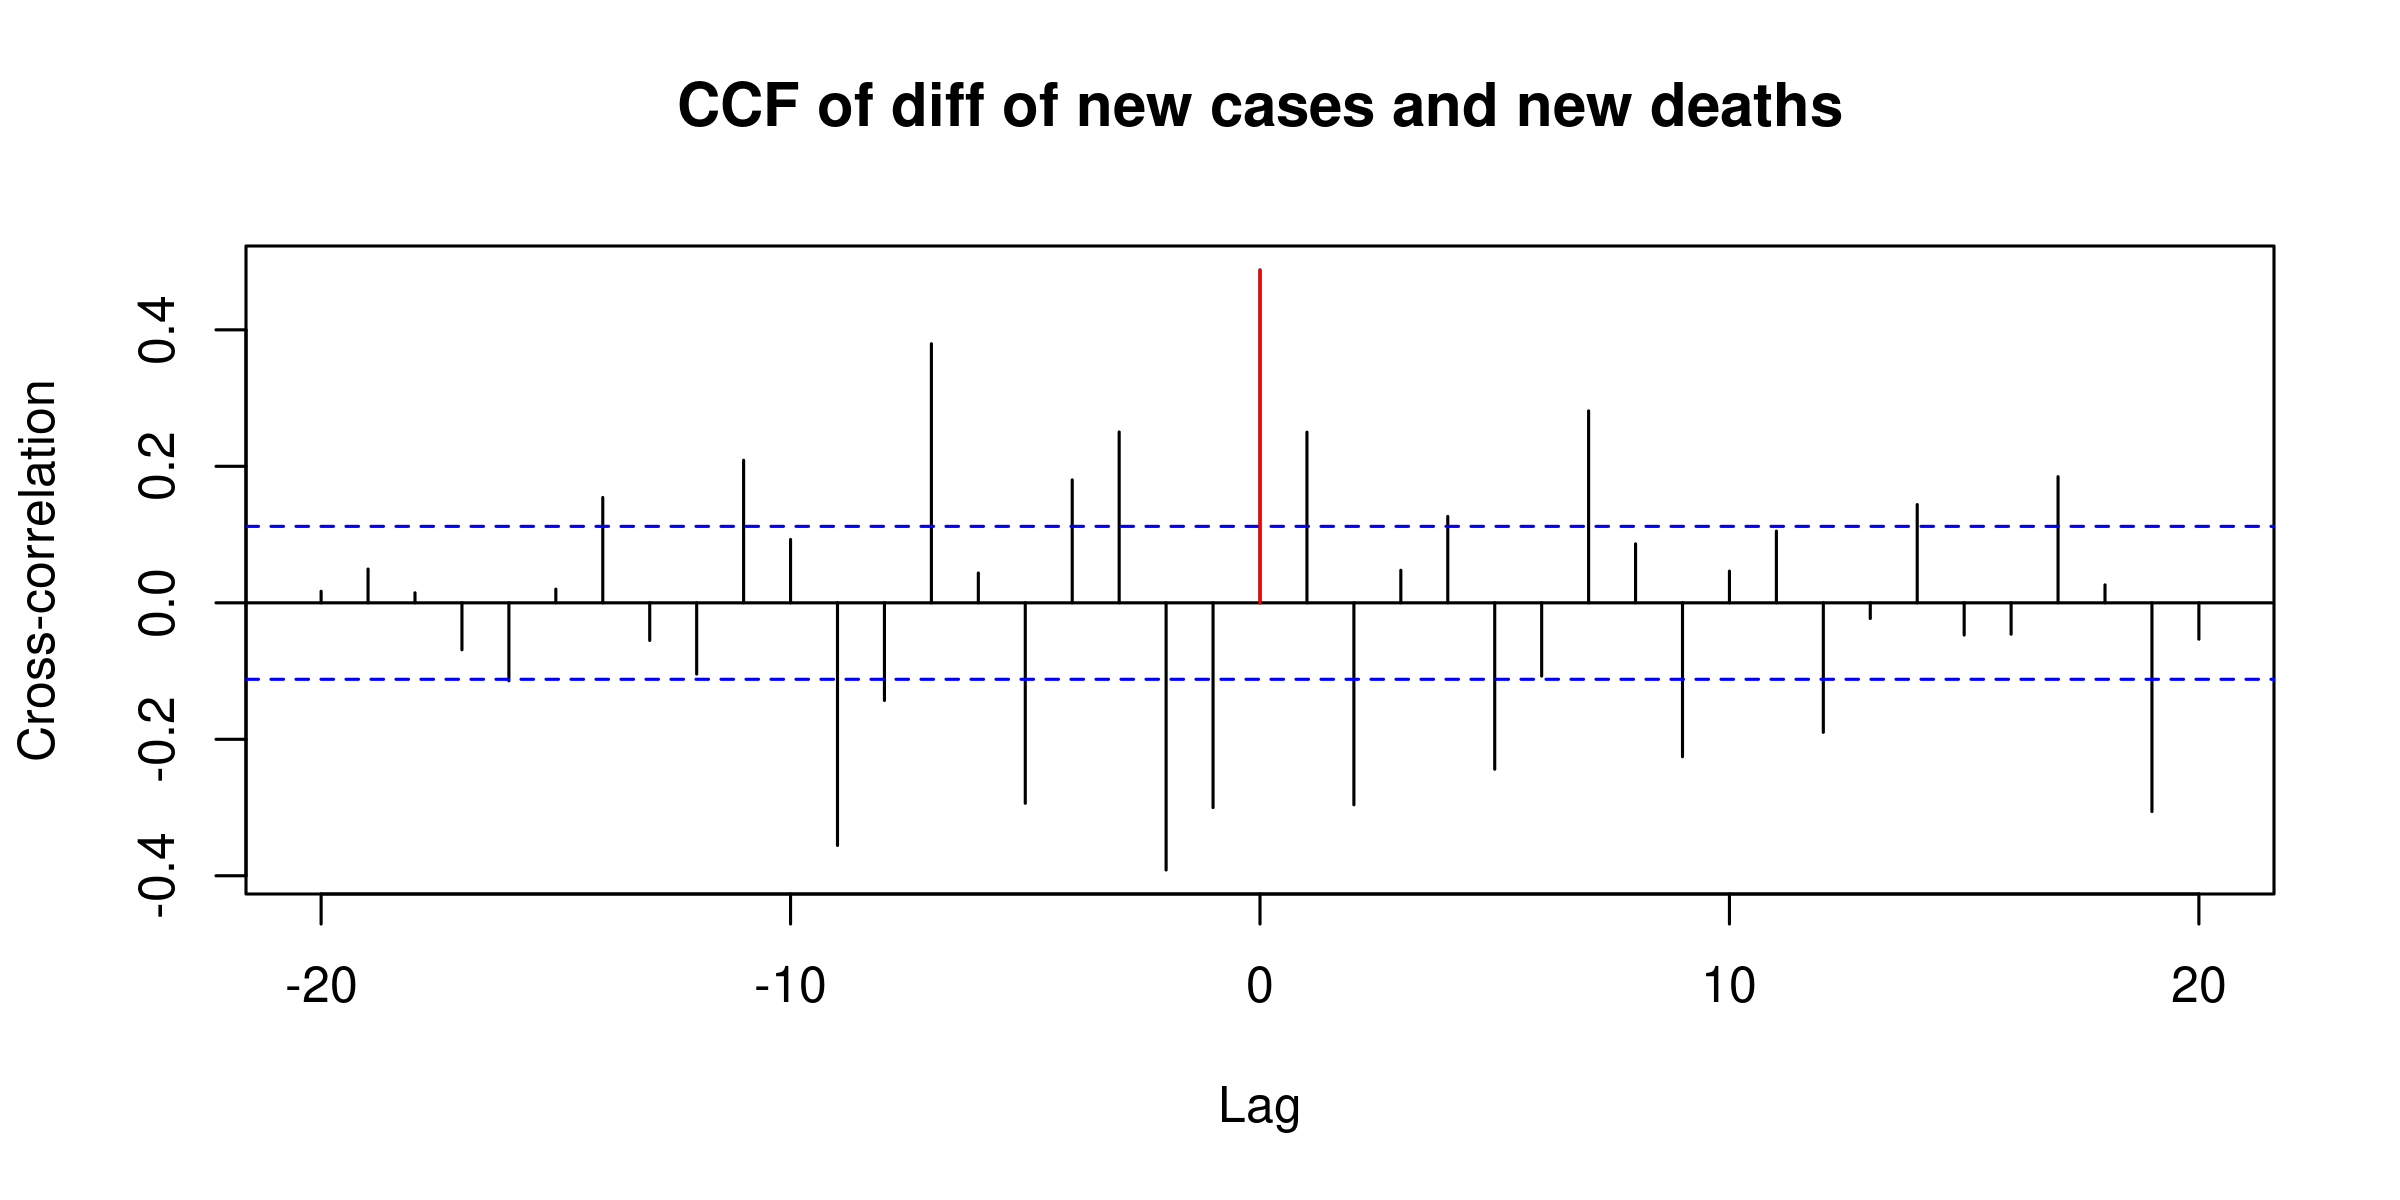 CCF of diff of new cases and new deaths
Cross-correlation
0.4
0.2
0.0
-0.2
-0.4
-20 -10 0 10 20
Lag